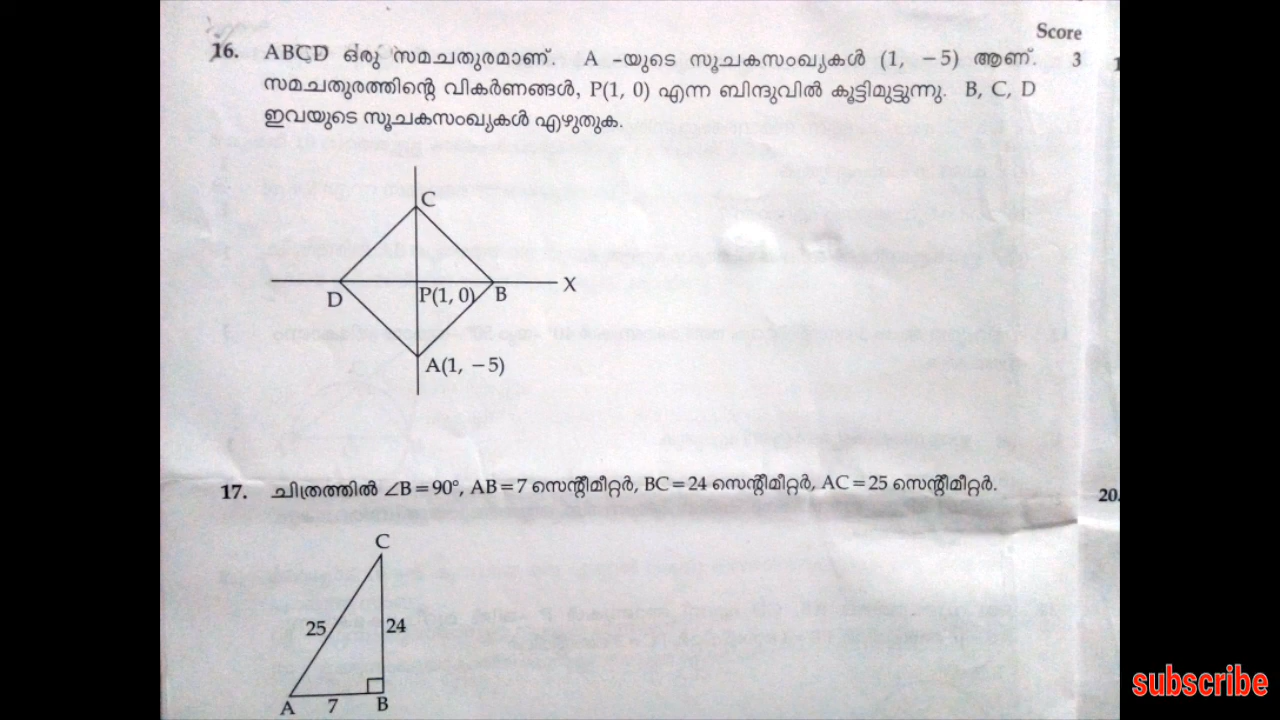 Score
16. ABCD ഒരു സമചതുരമാണ്. A -യുടെ സൂചകസംഖ്യകൾ (1, −5) ആണ്. 3
സമചതുരത്തിന്റെ വികർണങ്ങൾ, P(1, 0) എന്ന ബിന്ദുവിൽ കൂട്ടിമുട്ടുന്നു. B, C, D
ഇവയുടെ സൂചകസംഖ്യകൾ എഴുതുക.
C
X
D
P(1, 0)
B
A(1, −5)
17. ചിത്രത്തിൽ ∠B=90°, AB=7 സെന്റീമീറ്റർ, BC=24 സെന്റീമീറ്റർ, AC=25 സെന്റീമീറ്റർ.
20.
C
25
24
A
7
B
subscribe